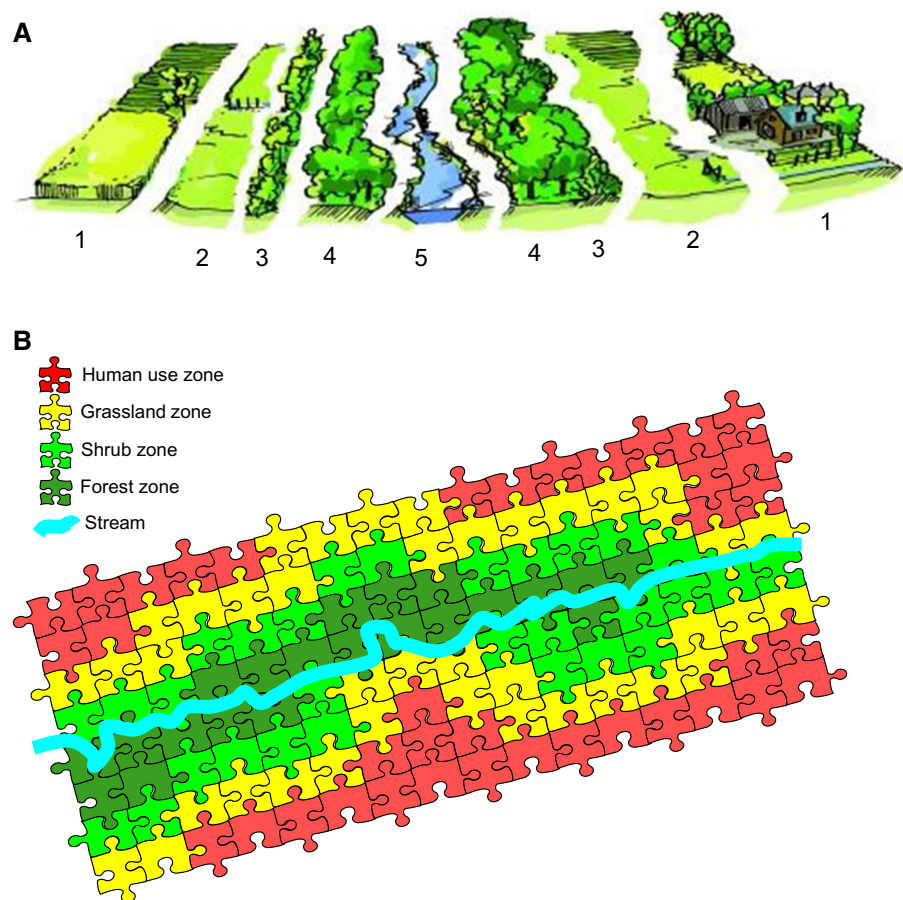 A
1 2 3 4 5 4 3 2 1
B
Human use zone
Grassland zone
Shrub zone
Forest zone
Stream